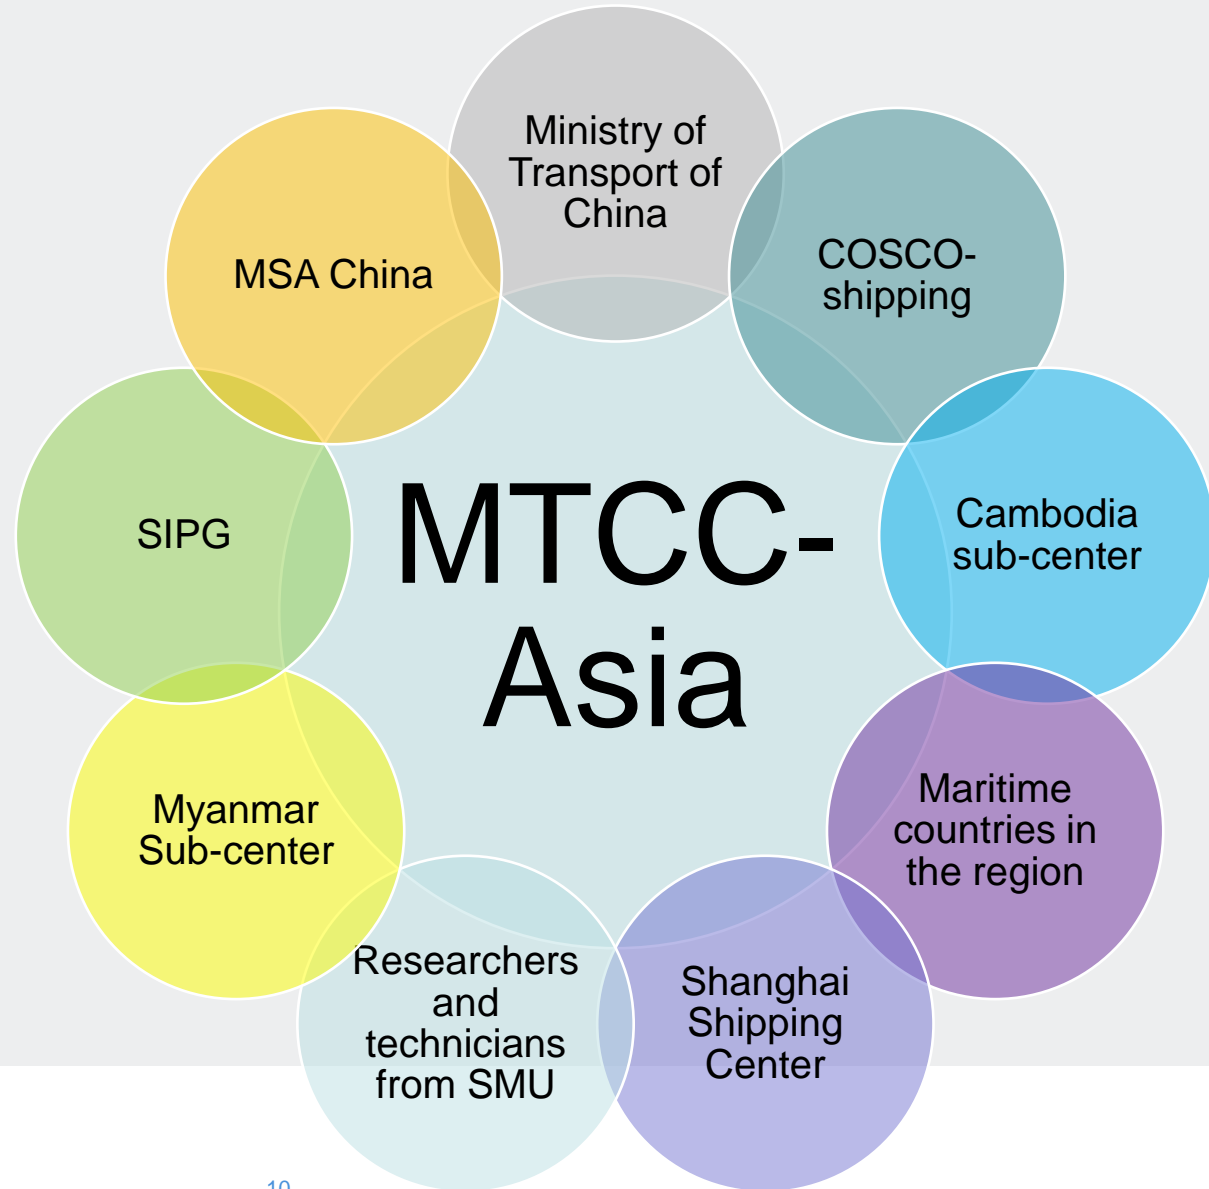 Ministry of
Transport of
China
COSCO-
shipping
Cambodia
sub-center
Maritime
countries in
the region
Shanghai
Shipping
Center
Researchers
and
technicians
from SMU
Myanmar
Sub-center
SIPG
MSA China
MTCC-
Asia
10